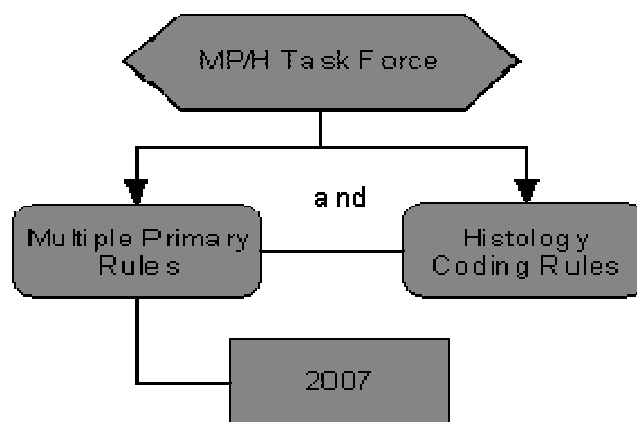 MP/H Task Force
and
Multiple Primary
Rules
Histology
Coding Rules
2007